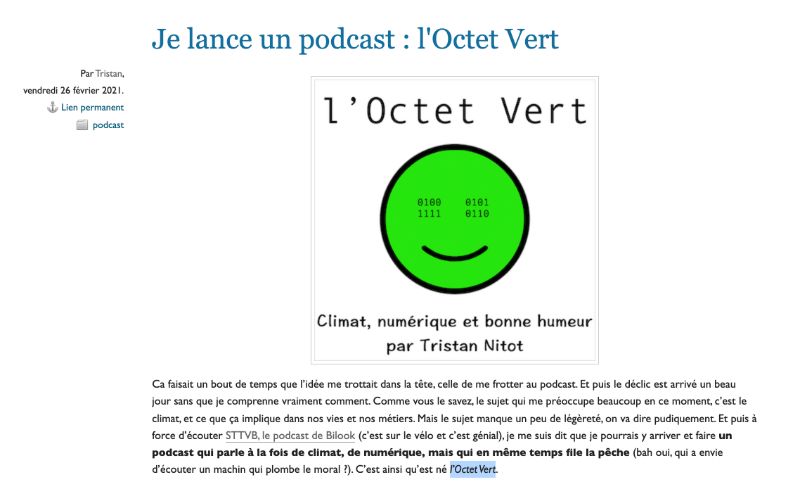 Je lance un podcast : l'Octet Vert
Par Tristan,
vendredi 26 février 2021.
Lien permanent
podcast
l'Octet Vert
0100 0101
1111 0110
Climat, numérique et bonne humeur
par Tristan Nitot
Ca faisait un bout de temps que l'idée me trottait dans la tête, celle de me frotter au podcast. Et puis le déclic est arrivé un beau
jour sans que je comprenne vraiment comment. Comme vous le savez, le sujet qui me préoccupe beaucoup en ce moment, c'est le
climat, et ce que ça implique dans nos vies et nos métiers. Mais le sujet manque un peu de légèreté, on va dire pudiquement. Et puis à
force d'écouter STTVB, le podcast de Bilook (c'est sur le vélo et c'est génial), je me suis dit que je pourrais y arriver et faire un
podcast qui parle à la fois de climat, de numérique, mais qui en même temps file la pêche (bah oui, qui a envie
d'écouter un machin qui plombe le moral ?). C'est ainsi qu'est né l'Octet Vert.